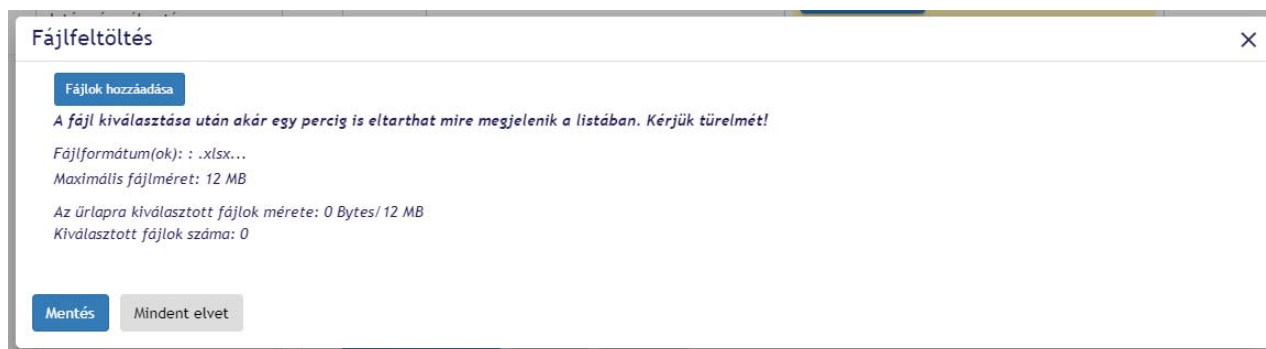 Fájlfeltöltés
Fájlok hozzáadása
A fájl kiválasztása után akár egy percig is eltarthat mire megjelenik a listában. Kérjük türelmét!
Fájlformátum(ok): : .xlsx...
Maximális fájlméret: 12 MB
Az űrlapra kiválasztott fájlok mérete: 0 Bytes/12 MB
Kiválasztott fájlok száma: 0
Mentés
Mindent elvet